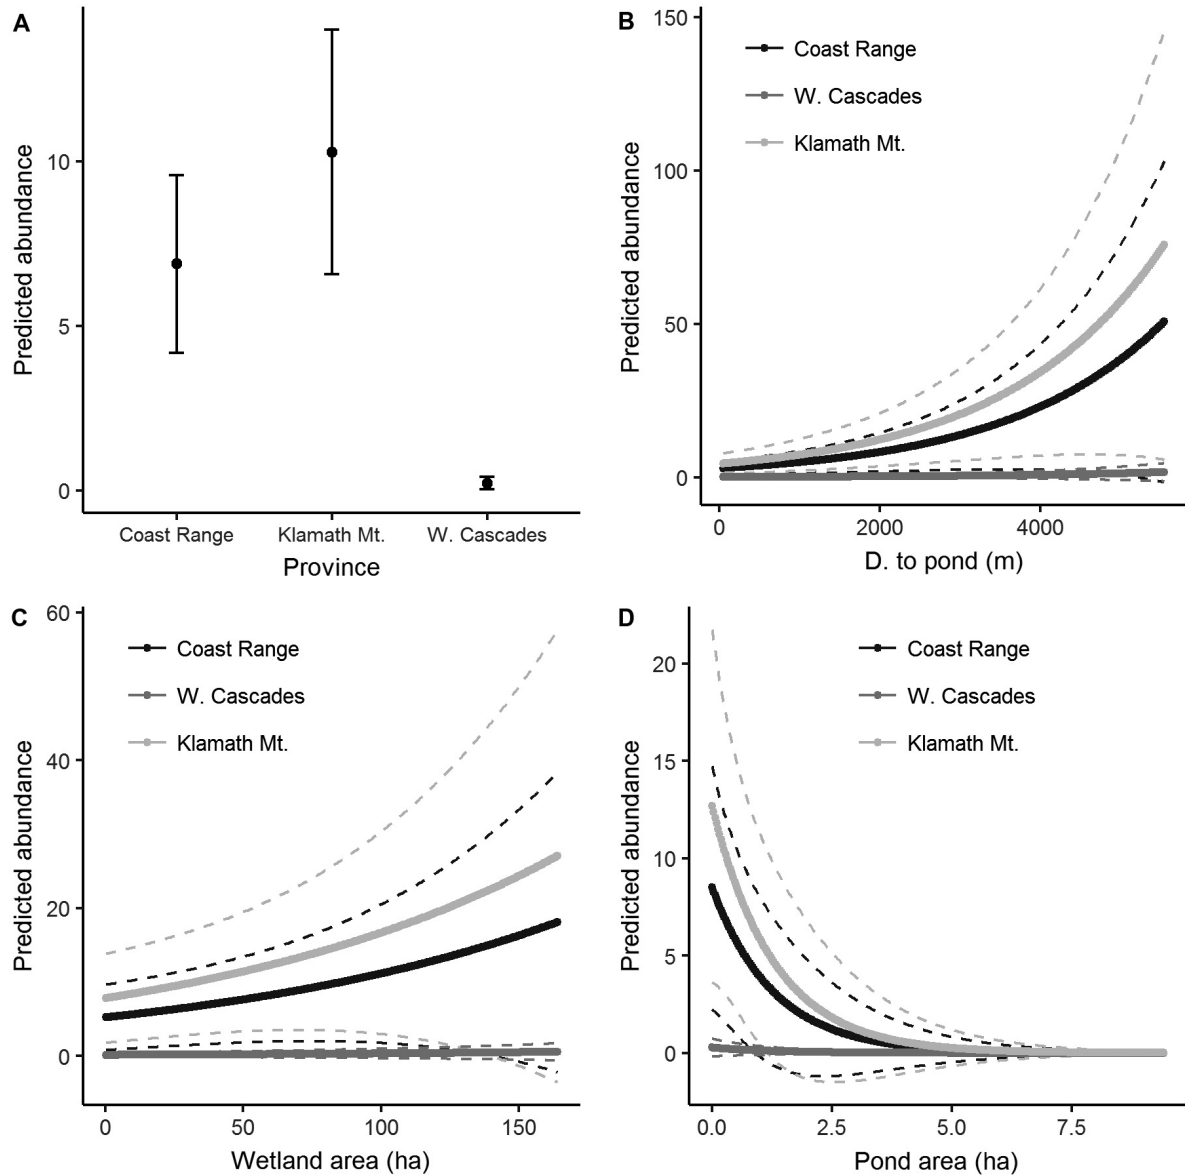 A
Predicted abundance
10
5
0
Coast Range
Klamath Mt.
W. Cascades
Province
B
Predicted abundance
150
100
50
0
Coast Range
W. Cascades
Klamath Mt.
0
2000
4000
D. to pond (m)
C
Predicted abundance
60
40
20
0
Coast Range
W. Cascades
Klamath Mt.
0
50
100
150
Wetland area (ha)
D
Predicted abundance
20
15
10
5
0
Coast Range
W. Cascades
Klamath Mt.
0.0
2.5
5.0
7.5
Pond area (ha)